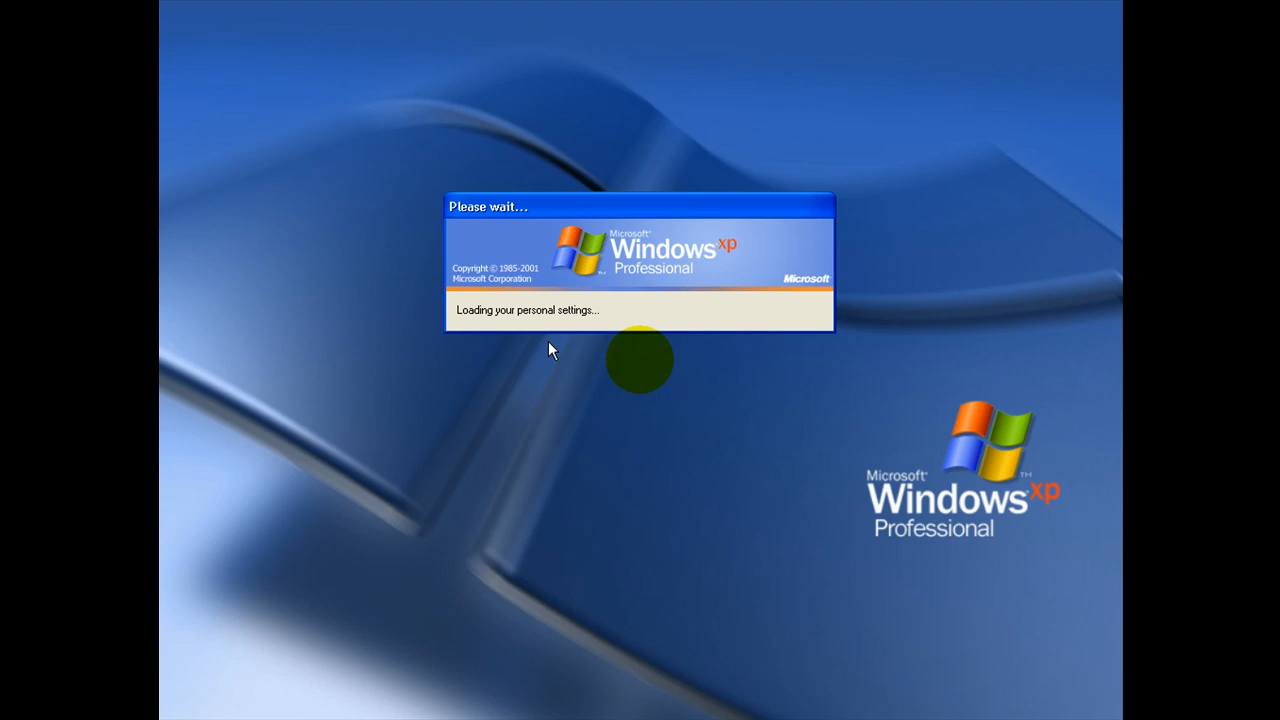 Please wait...
Microsoft®
Windows xp
Professional
Copyright © 1985-2001
Microsoft Corporation
Microsoft
Loading your personal settings...
Microsoft®
Windows xp
TM
Professional